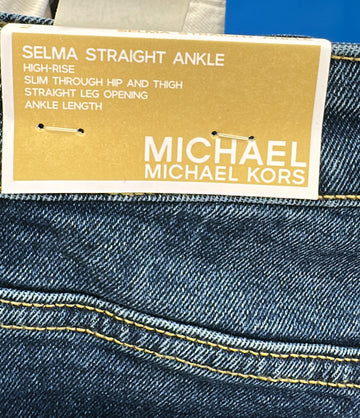 SELMA STRAIGHT ANKLE
HIGH-RISE
SLIM THROUGH HIP AND THIGH
STRAIGHT LEG OPENING
ANKLE LENGTH
MICHAEL
MICHAEL KORS